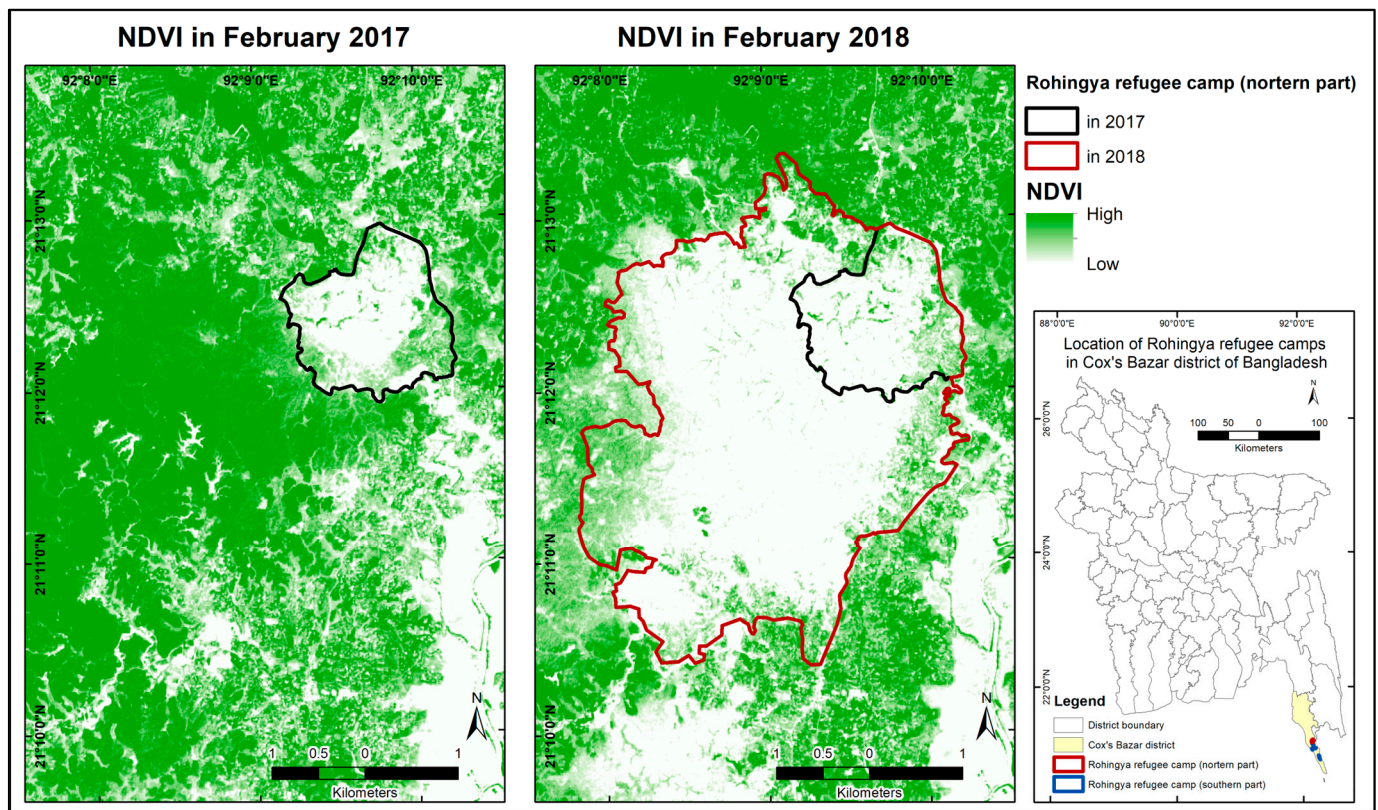 NDVI in February 2017
92°8'0"E
92°9'0"E
92°10'0"E
21°13'0"N
21°12'0"N
21°11'0"N
21°10'0"N
N
1 0.5 0 1
Kilometers
NDVI in February 2018
92°8'0"E
92°9'0"E
92°10'0"E
21°13'0"N
21°12'0"N
21°11'0"N
21°10'0"N
N
1 0.5 0 1
Kilometers
Rohingya refugee camp (nortern part)
in 2017
in 2018
NDVI
High
Low
88°0'0"E
90°0'0"E
92°0'0"E
Location of Rohingya refugee camps
in Cox's Bazar district of Bangladesh
N
100 50 0 100
Kilometers
26°0'0"N
24°0'0"N
22°0'0"N
Legend
District boundary
Cox's Bazar district
Rohingya refugee camp (nortern part)
Rohingya refugee camp (southern part)